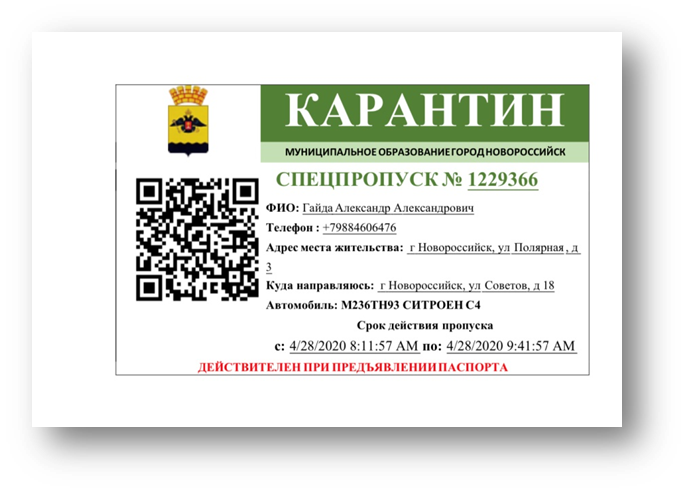 КАРАНТИН
МУНИЦИПАЛЬНОЕ ОБРАЗОВАНИЕ ГОРОД НОВОРОССИЙСК
СПЕЦПРОПУСК № 1229366
ФИО: Гайда Александр Александрович
Телефон : +79884606476
Адрес места жительства: г Новороссийск, ул Полярная , д
3
Куда направляюсь: г Новороссийск, ул Советов, д 18
Автомобиль: М236ТН93 СИТРОЕН С4
Срок действия пропуска
с: 4/28/2020 8:11:57 AM по: 4/28/2020 9:41:57 AM
ДЕЙСТВИТЕЛЕН ПРИ ПРЕДЪЯВЛЕНИИ ПАСПОРТА